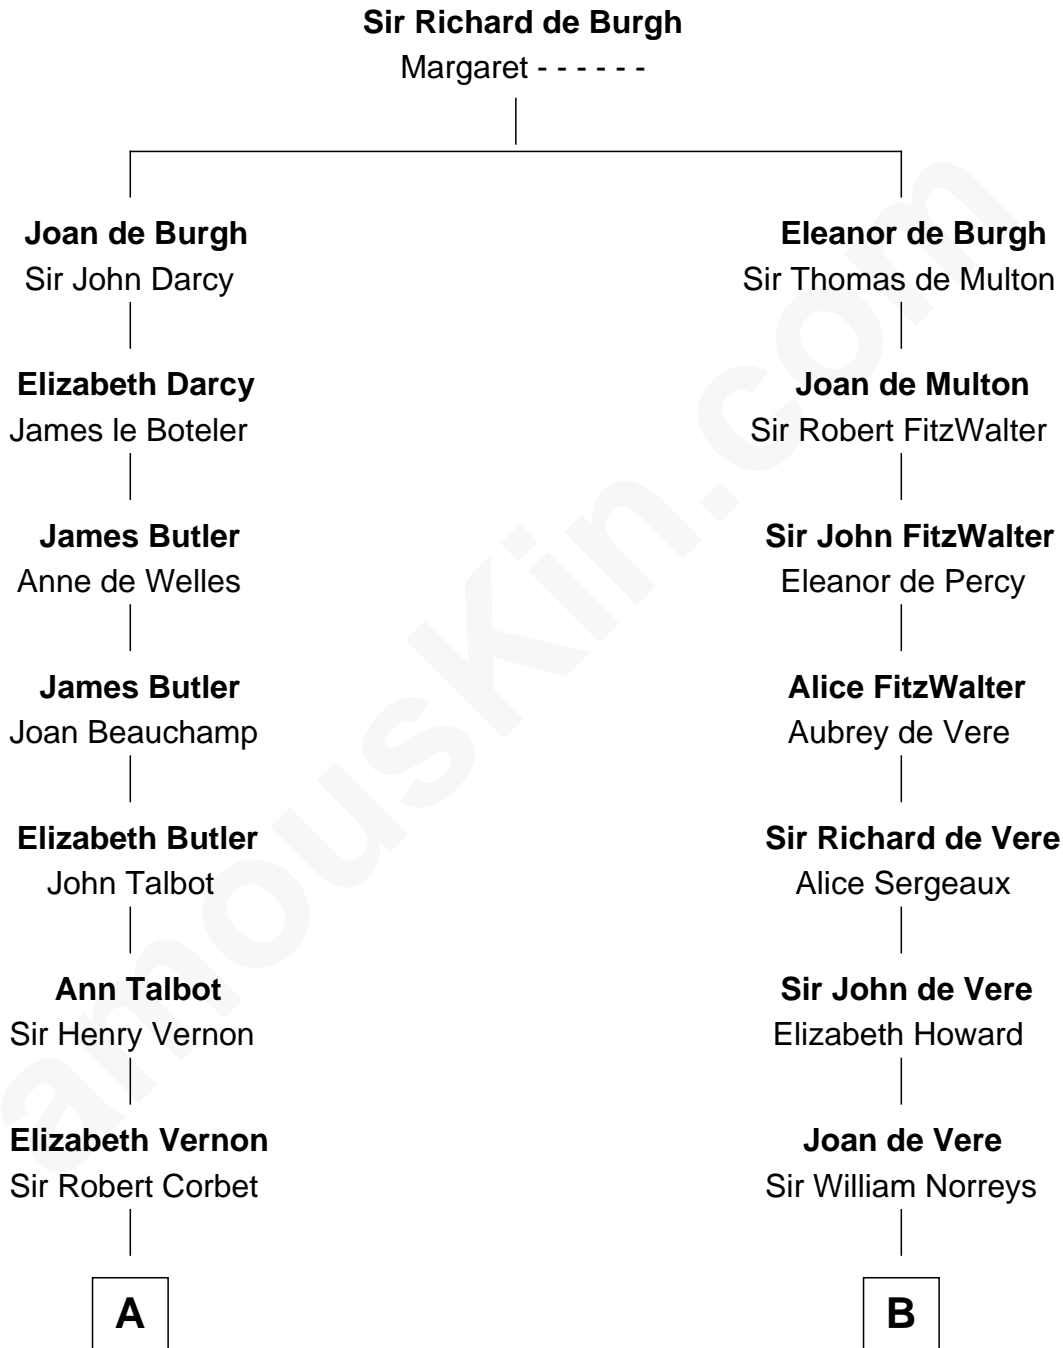 Sir Richard de Burgh
Margaret - - - - - -
Joan de Burgh
Sir John Darcy
Eleanor de Burgh
Sir Thomas de Multon
Elizabeth Darcy
James le Boteler
Joan de Multon
Sir Robert FitzWalter
James Butler
Anne de Welles
Sir John FitzWalter
Eleanor de Percy
James Butler
Joan Beauchamp
Alice FitzWalter
Aubrey de Vere
Elizabeth Butler
John Talbot
Sir Richard de Vere
Alice Sergeaux
Ann Talbot
Sir Henry Vernon
Sir John de Vere
Elizabeth Howard
Elizabeth Vernon
Sir Robert Corbet
Joan de Vere
Sir William Norreys
A
B
amousKin.com